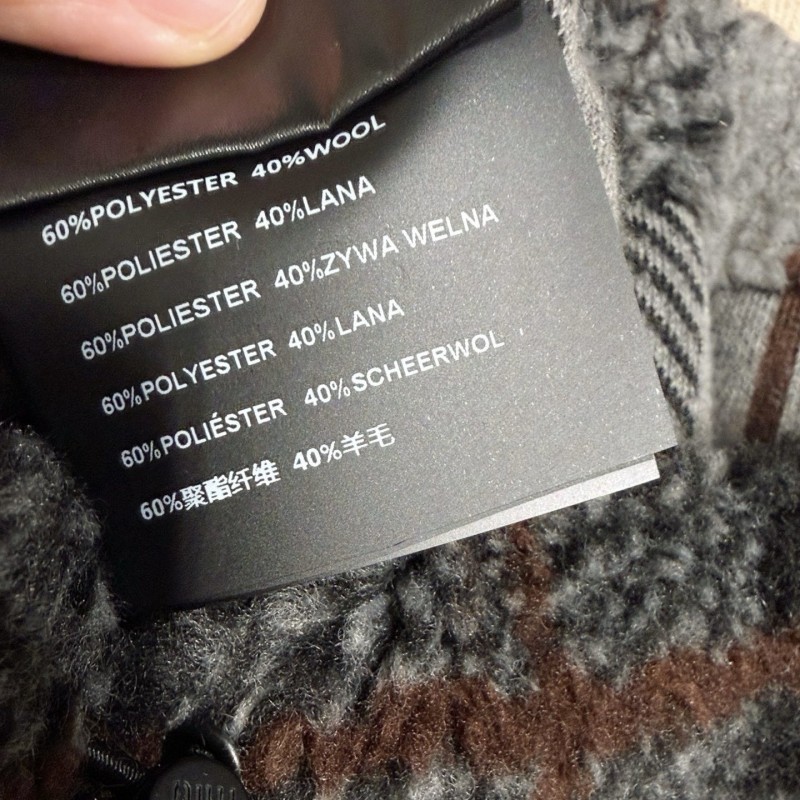 60%POLYESTER 40%WOOL
60%POLIESTER 40%LANA
60%POLIESTER 40%ZYWA WELNA
60%POLYESTER 40%LANA
60%POLIÉSTER 40%SCHEERWOL
60%聚酯纤维 40%羊毛